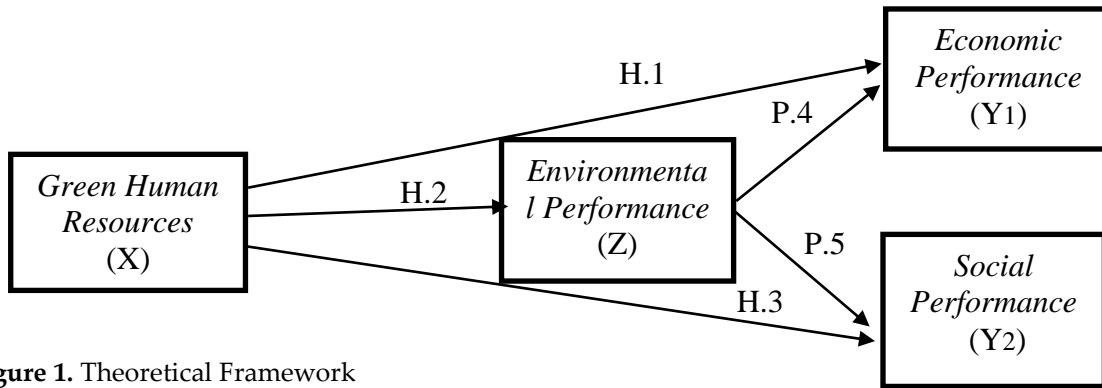 Economic
Performance
(Y1)
H.1
P.4
Green Human
Resources
(X)
H.2
Environmenta
l Performance
(Z)
P.5
H.3
Social
Performance
(Y2)
gure 1. Theoretical Framework